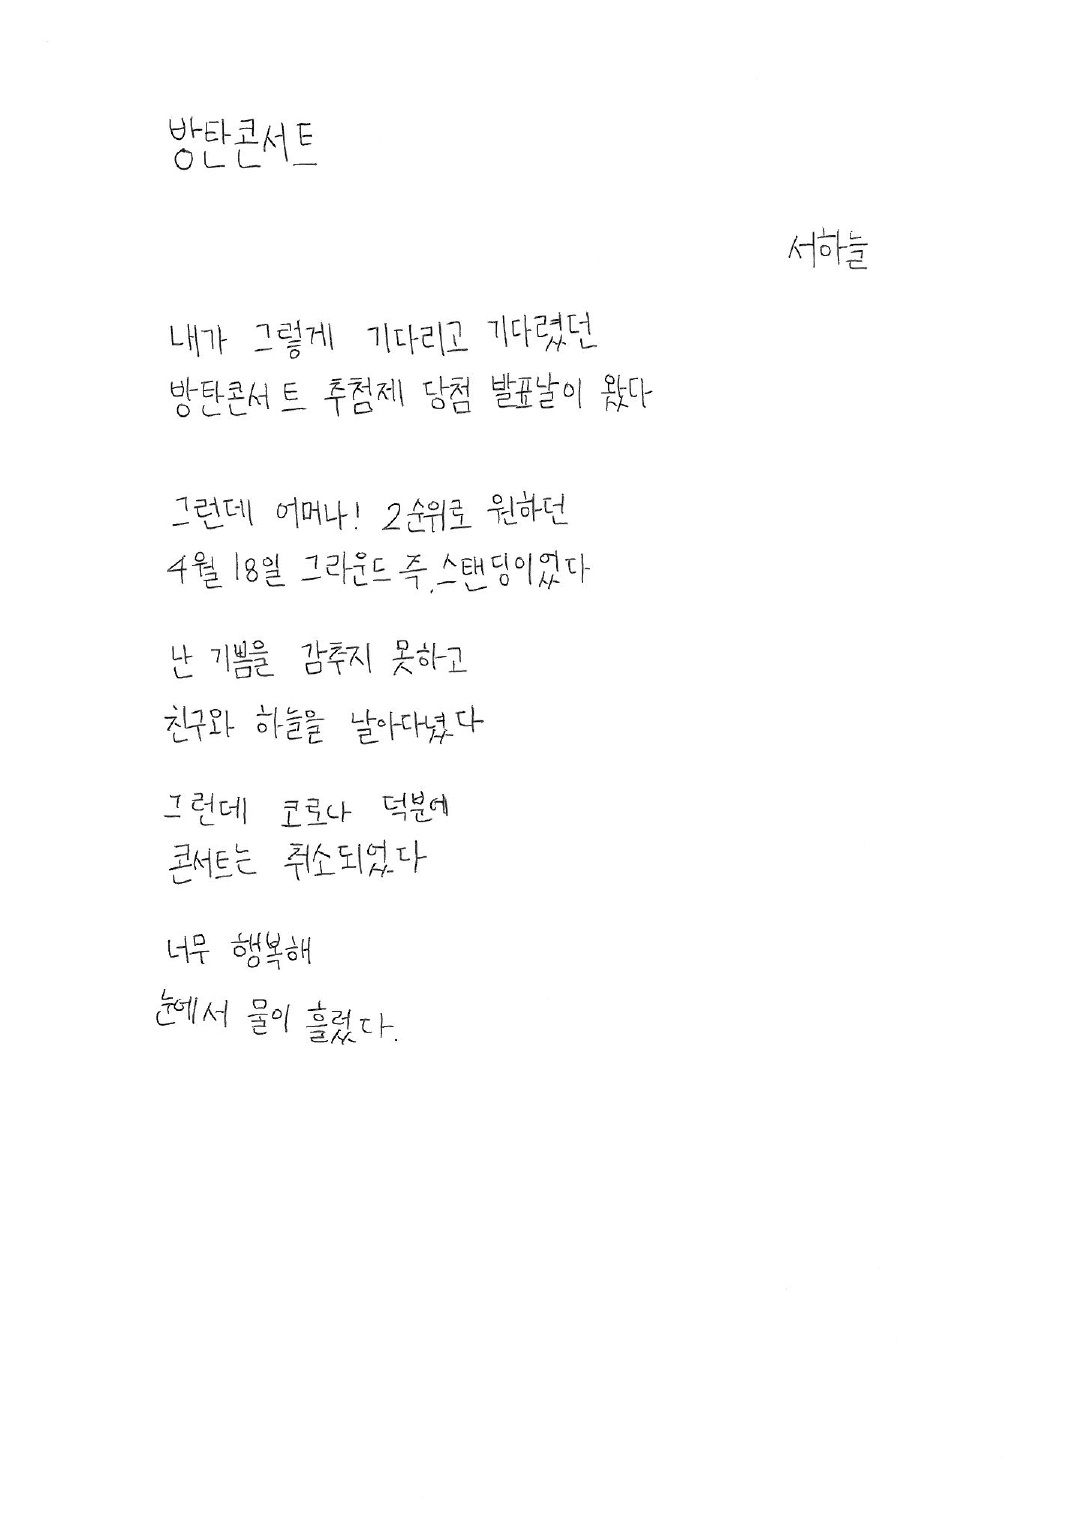 방탄콘서트
서하늘
내가 그렇게 기다리고 기다렸던
방탄콘서트 추첨제 당첨 발표날이 왔다
그런데 어머나! 2순위로 원하던
4월 18일 그라운드 즉, 스탠딩이었다
난 기쁨을 감추지 못하고
친구와 하늘을 날아다녔다
그런데 코로나 덕분에
콘서트는 취소되었다
너무 행복해
눈에서 물이 흘렀다.